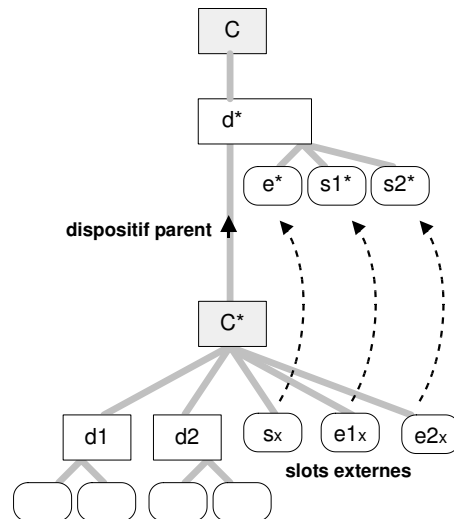 C
d*
e* s1* s2*
dispositif parent
C*
d1 d2 sx e1x e2x
slots externes